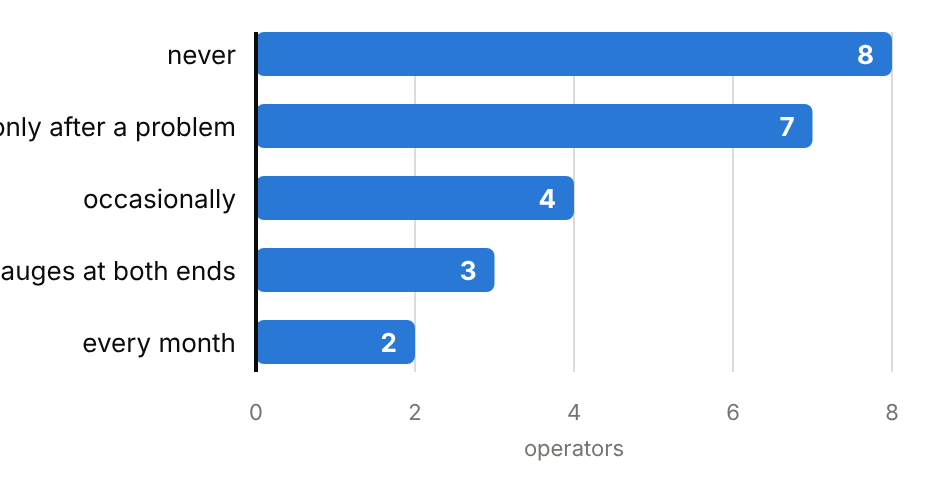 never 8
only after a problem 7
occasionally 4
at both ends 3
every month 2
0 2 4 6 8
operators